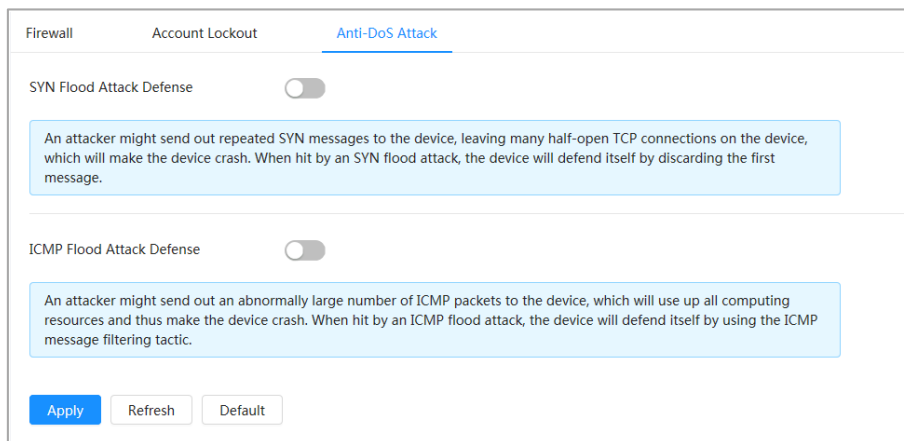 Firewall Account Lockout Anti-DoS Attack
SYN Flood Attack Defense
An attacker might send out repeated SYN messages to the device, leaving many half-open TCP connections on the device,
which will make the device crash. When hit by an SYN flood attack, the device will defend itself by discarding the first
message.
ICMP Flood Attack Defense
An attacker might send out an abnormally large number of ICMP packets to the device, which will use up all computing
resources and thus make the device crash. When hit by an ICMP flood attack, the device will defend itself by using the ICMP
message filtering tactic.
Apply Refresh Default